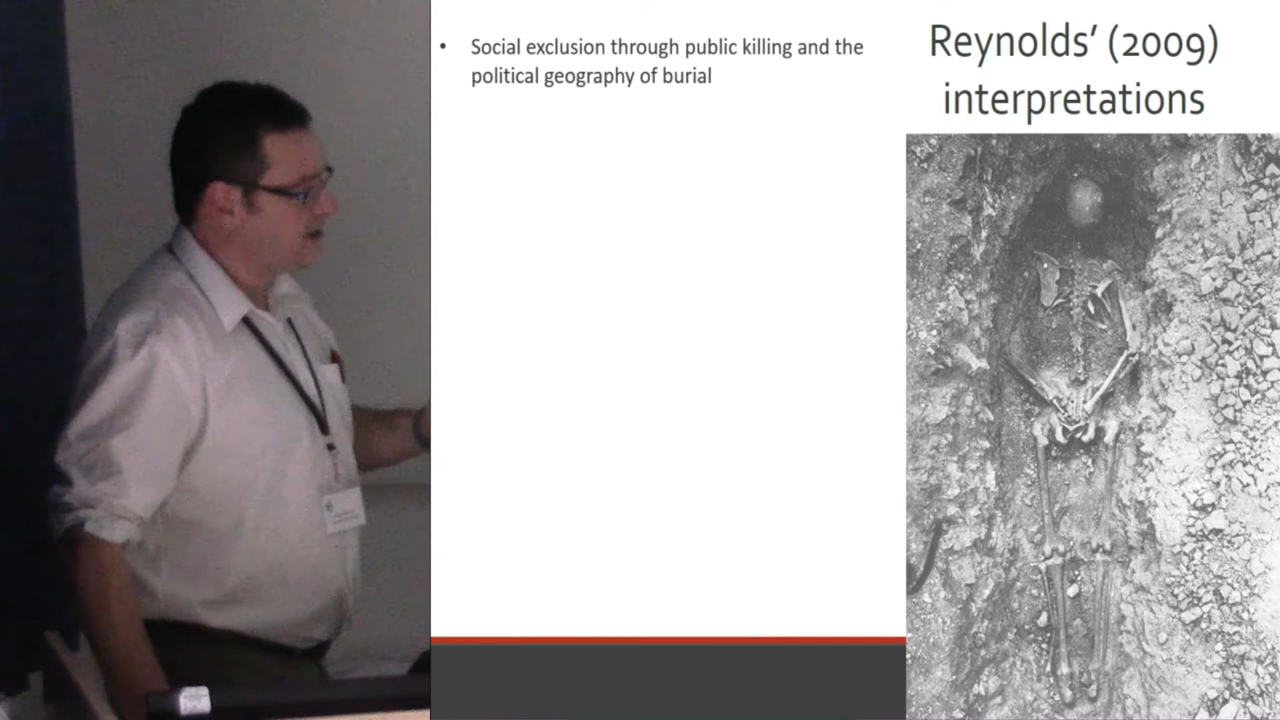 Reynolds’ (2009)
interpretations
• Social exclusion through public killing and the
political geography of burial